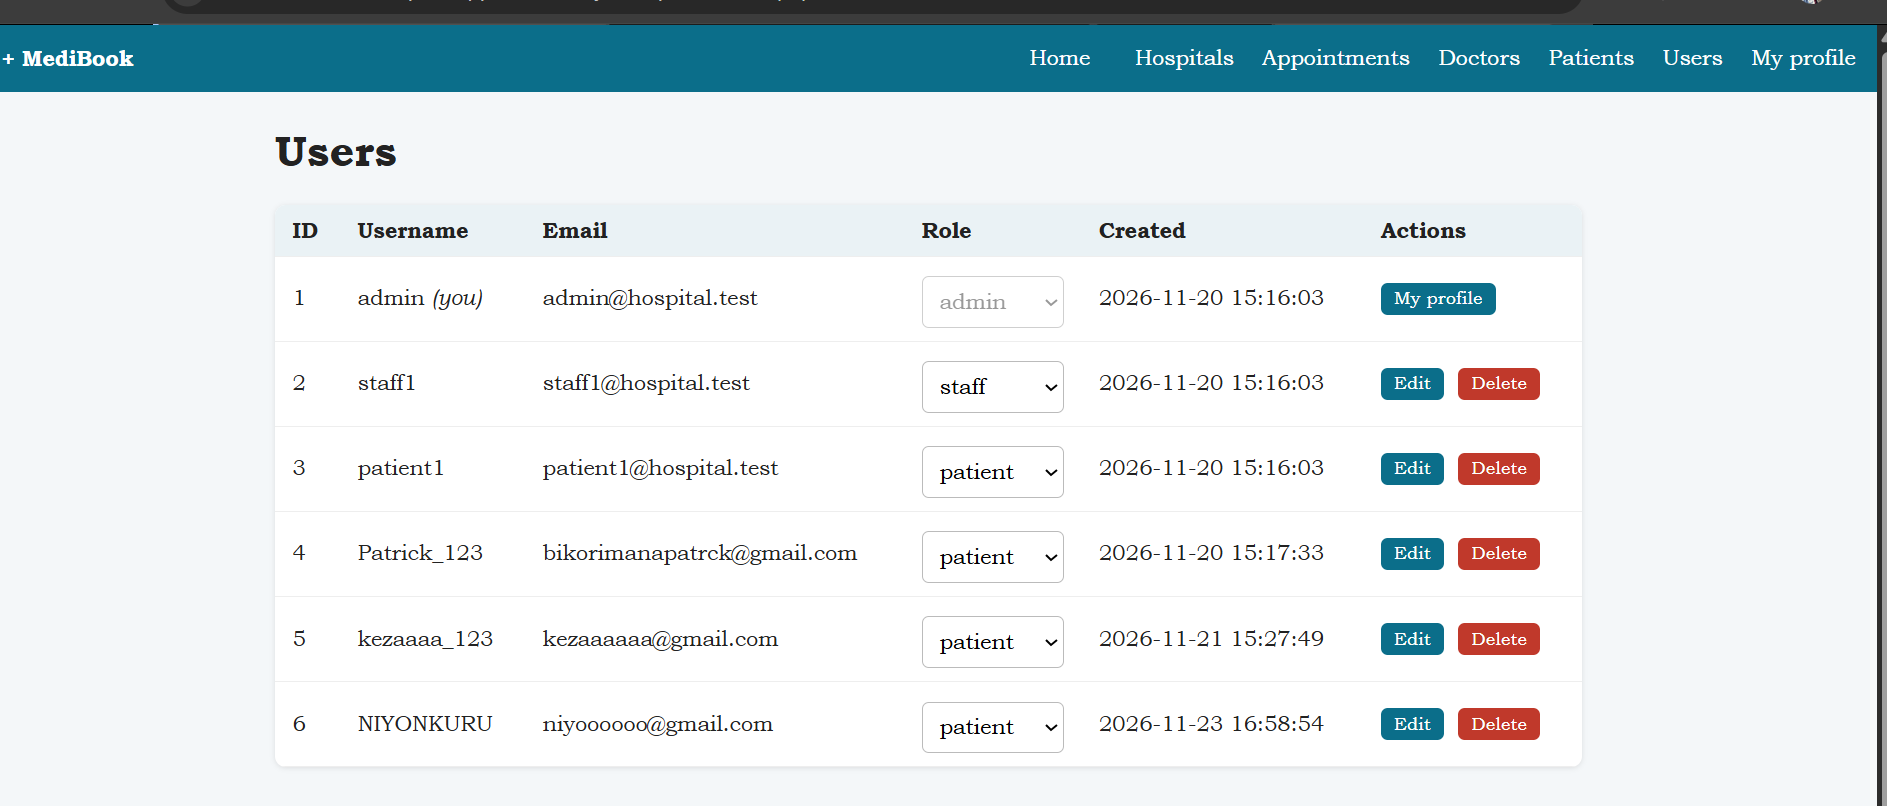 + MediBook Home Hospitals Appointments Doctors Patients Users My profile
Users
ID Username Email Role Created Actions
1 admin (you) admin@hospital.test admin 2026-11-20 15:16:03 My profile
2 staff1 staff1@hospital.test staff 2026-11-20 15:16:03 Edit Delete
3 patient1 patient1@hospital.test patient 2026-11-20 15:16:03 Edit Delete
4 Patrick_123 bikorimanapatrck@gmail.com patient 2026-11-20 15:17:33 Edit Delete
5 kezaaaa_123 kezaaaaaa@gmail.com patient 2026-11-21 15:27:49 Edit Delete
6 NIYONKURU niyoooooo@gmail.com patient 2026-11-23 16:58:54 Edit Delete